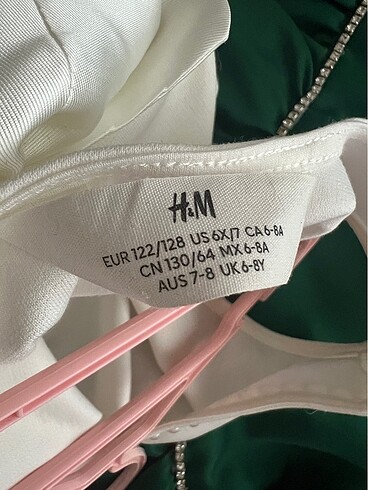 H&M
EUR 122/128 US 6X/7 CA 6-8A
CN 130/64 MX 6-8A
AUS 7-8 UK 6-8Y